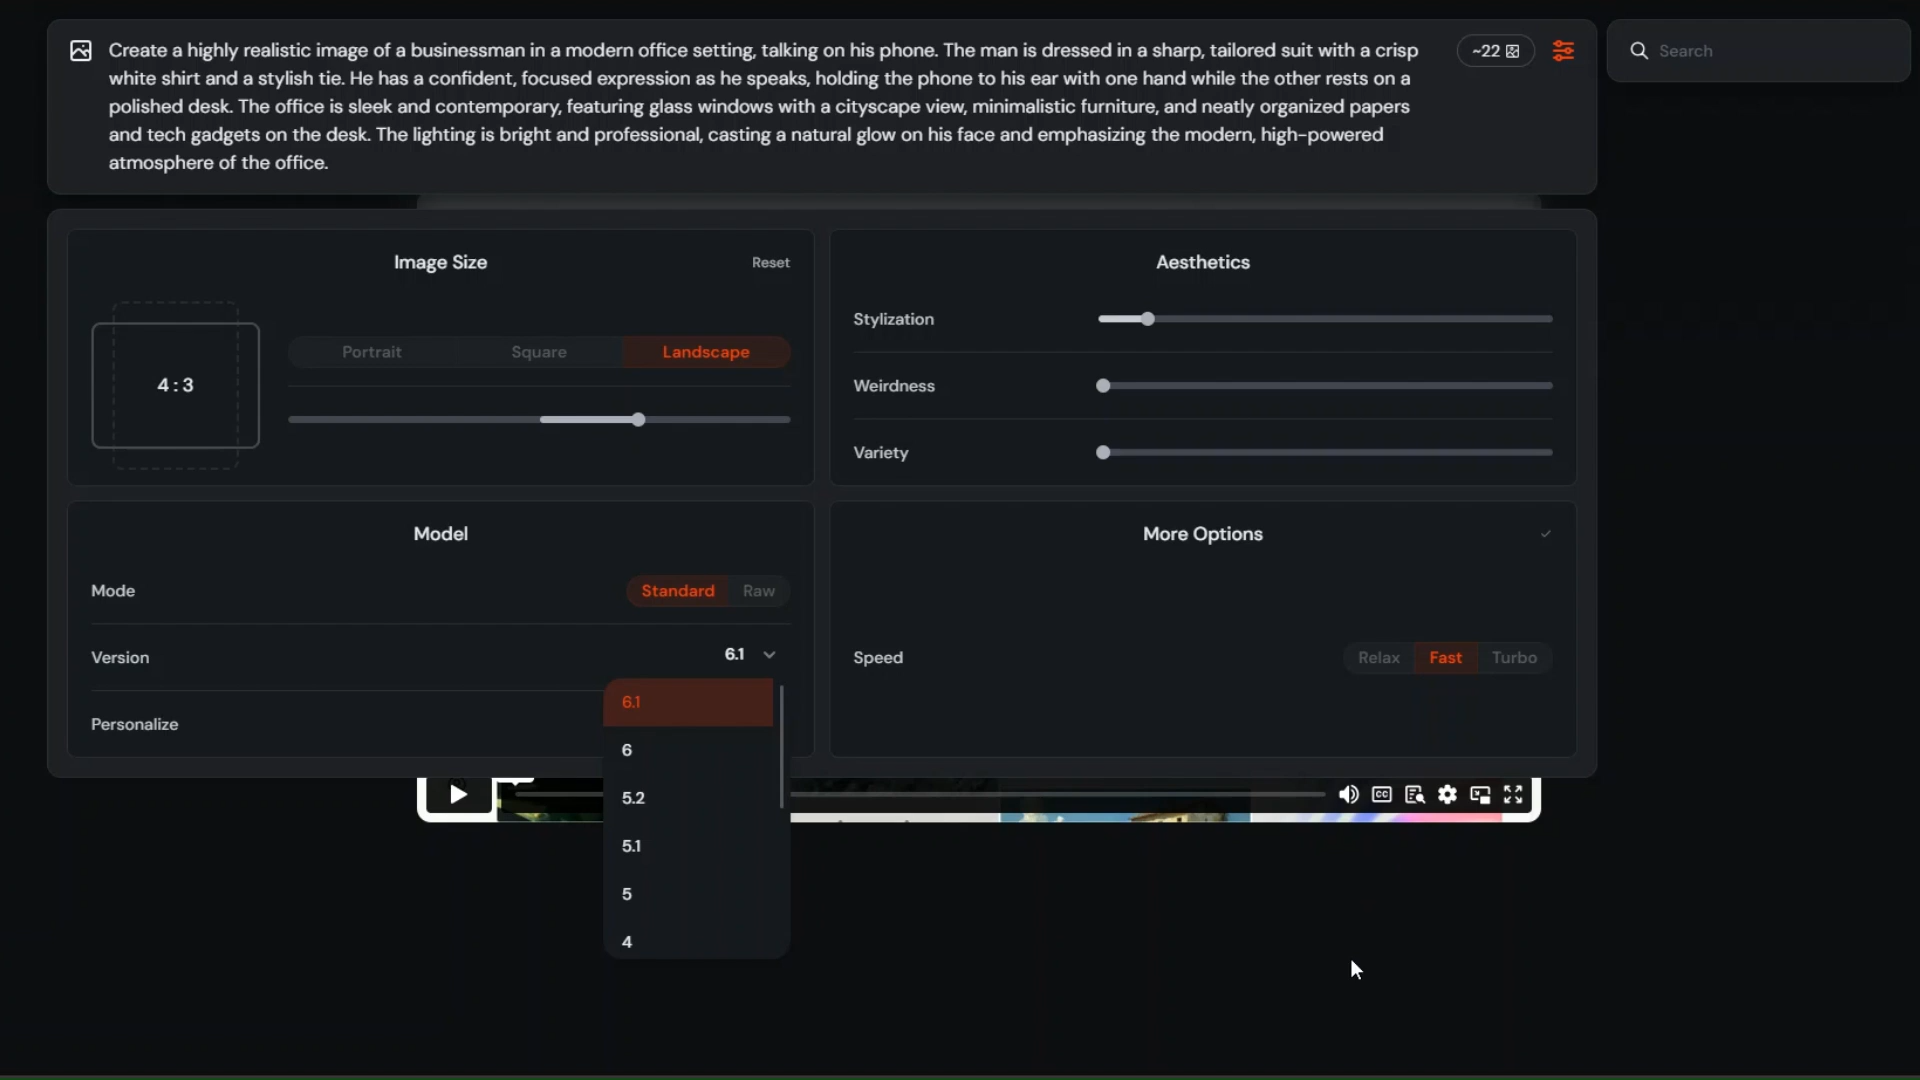 Create a highly realistic image of a businessman in a modern office setting, talking on his phone. The man is dressed in a sharp, tailored suit with a crisp
white shirt and a stylish tie. He has a confident, focused expression as he speaks, holding the phone to his ear with one hand while the other rests on a
polished desk. The office is sleek and contemporary, featuring glass windows with a cityscape view, minimalistic furniture, and neatly organized papers
and tech gadgets on the desk. The lighting is bright and professional, casting a natural glow on his face and emphasizing the modern, high-powered
atmosphere of the office.
~22
Search
Image Size
Reset
4 : 3
Portrait
Square
Landscape
Aesthetics
Stylization
Weirdness
Variety
Model
Mode
Standard
Raw
Version
6.1
Personalize
6.1
6
5.2
5.1
5
4
More Options
Speed
Relax
Fast
Turbo
CC